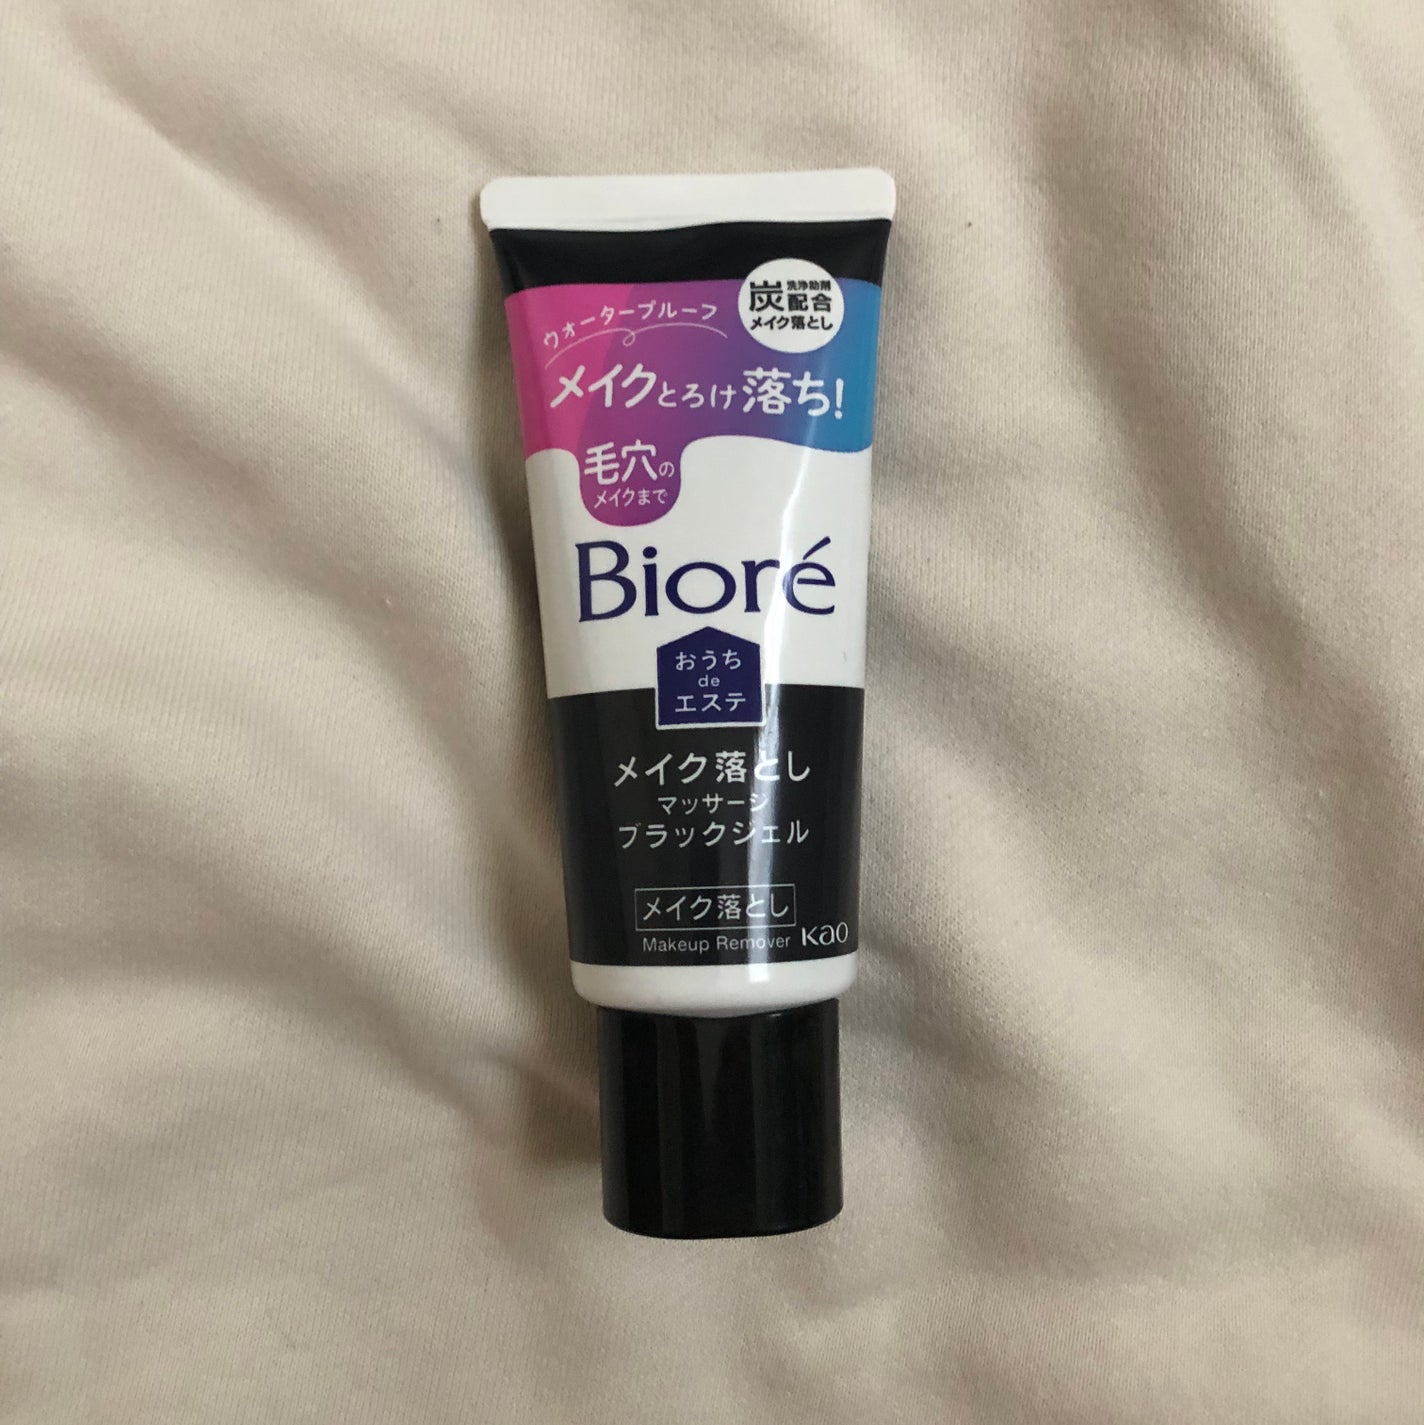 ウォータープルーフ
炭 洗浄助剤
配合
メイク落とし
メイクとろけ落ち!
毛穴の
メイクまで
Bioré
おうち
de
エステ
メイク落とし
マッサージ
ブラックジェル
メイク落とし
Makeup Remover Kao